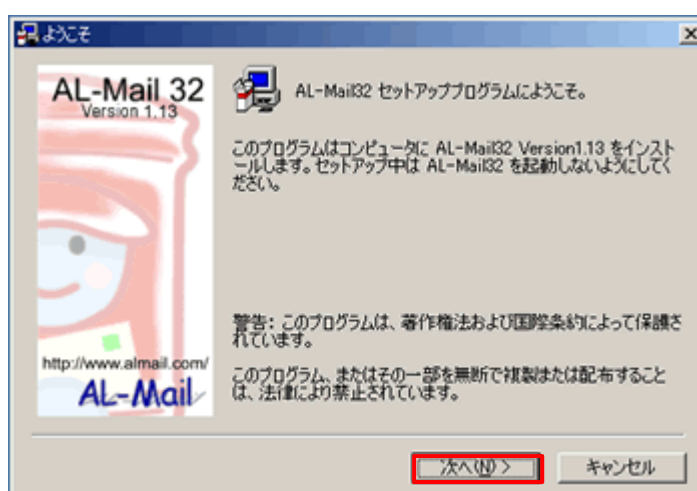 ようこそ
AL-Mail 32
Version 1.13
http://www.almail.com/
AL-Mail
AL-Mail32 セットアッププログラムにようこそ。
このプログラムはコンピュータに AL-Mail32 Version1.13 をインスト
ールします。セットアップ中は AL-Mail32 を起動しないようにしてく
ださい。
警告: このプログラムは、著作権法および国際条約によって保護さ
れています。
このプログラム、またはその一部を無断で複製または配布すること
は、法律により禁止されています。
次へ(N) >
キャンセル